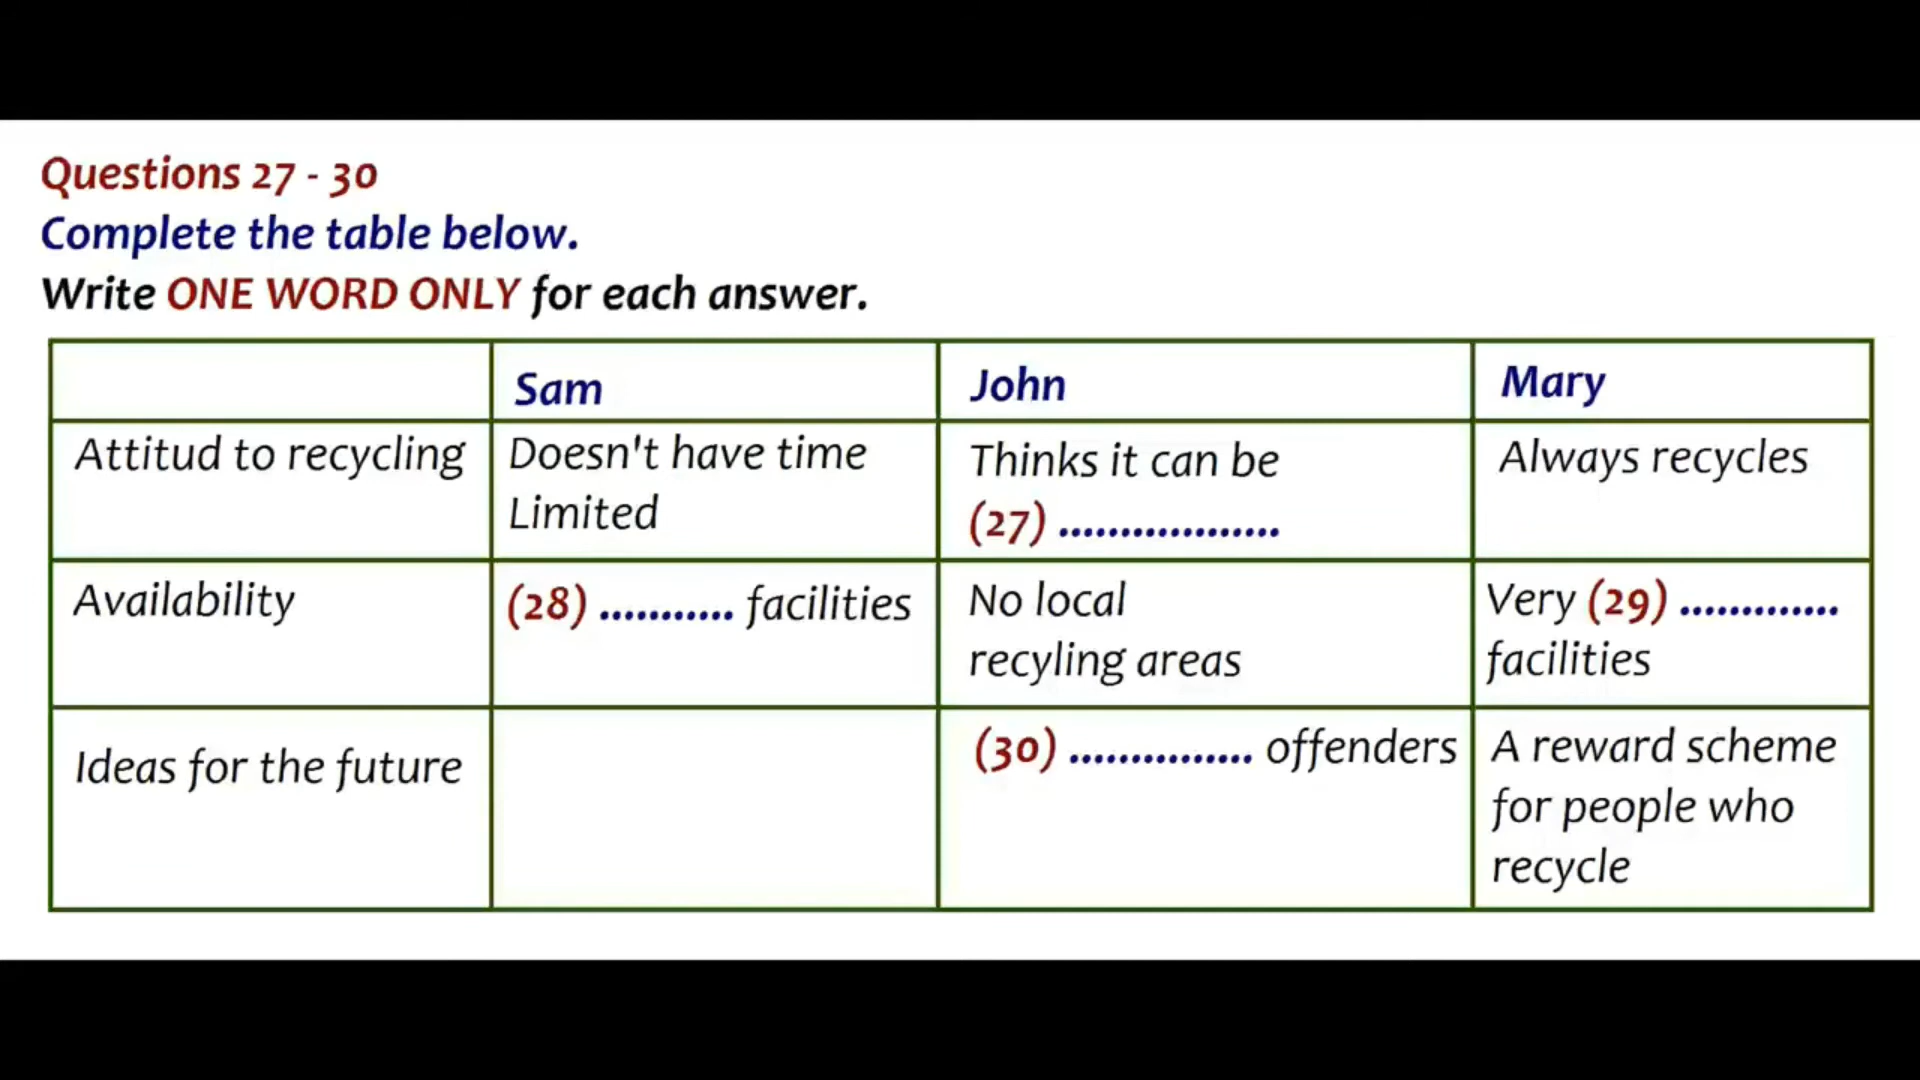 Questions 27 - 30
Complete the table below.
Write ONE WORD ONLY for each answer.
Sam
John
Mary
Attitud to recycling
Doesn't have time
Limited
Thinks it can be
(27) ..................
Always recycles
Availability
(28) ........... facilities
No local
recyling areas
Very (29) .............
facilities
Ideas for the future
(30) ............... offenders
A reward scheme
for people who
recycle